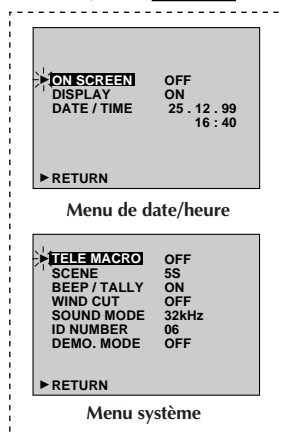 ON SCREEN OFF
DISPLAY ON
DATE / TIME 25 . 12 . 99
16 : 40
RETURN
Menu de date/heure
TELE MACRO OFF
SCENE 5S
BEEP / TALLY ON
WIND CUT OFF
SOUND MODE 32kHz
ID NUMBER 06
DEMO. MODE OFF
RETURN
Menu système